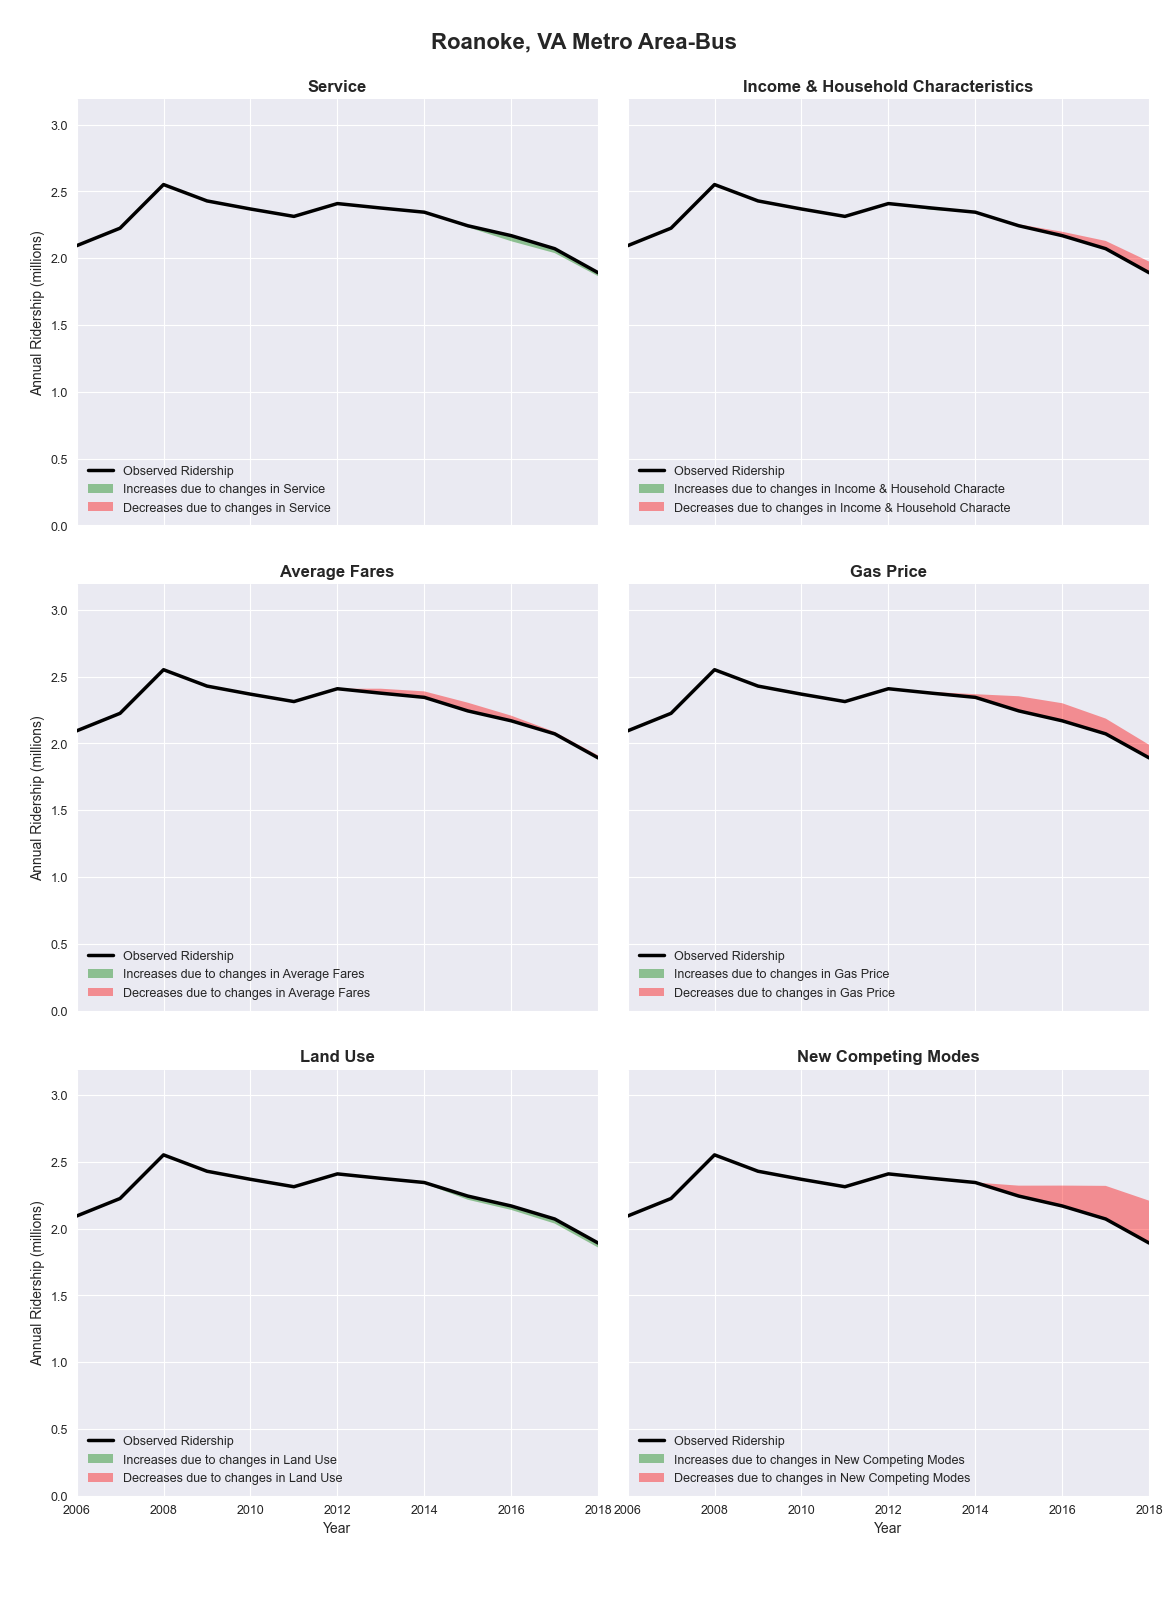 Roanoke, VA Metro Area-Bus
Service
Income & Household Characteristics
3.0
2.5
2.0
1.5
1.0
0.5
0.0
Annual Ridership (millions)
Observed Ridership
Increases due to changes in Service
Decreases due to changes in Service
Observed Ridership
Increases due to changes in Income & Household Characte
Decreases due to changes in Income & Household Characte
Average Fares
Gas Price
3.0
2.5
2.0
1.5
1.0
0.5
0.0
Annual Ridership (millions)
Observed Ridership
Increases due to changes in Average Fares
Decreases due to changes in Average Fares
Observed Ridership
Increases due to changes in Gas Price
Decreases due to changes in Gas Price
Land Use
New Competing Modes
3.0
2.5
2.0
1.5
1.0
0.5
0.0
Annual Ridership (millions)
Observed Ridership
Increases due to changes in Land Use
Decreases due to changes in Land Use
Observed Ridership
Increases due to changes in New Competing Modes
Decreases due to changes in New Competing Modes
2006 2008 2010 2012 2014 2016 2018
2006 2008 2010 2012 2014 2016 2018
Year
Year